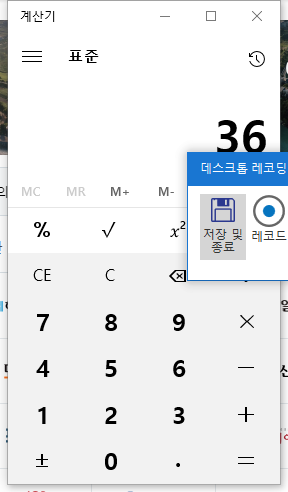 계산기
표준
36
데스크톱 레코딩
MC MR M+ M-
저장 및
종료
레코드
% √ x²
CE C
7 8 9 ×
4 5 6 −
1 2 3 +
± 0 . =